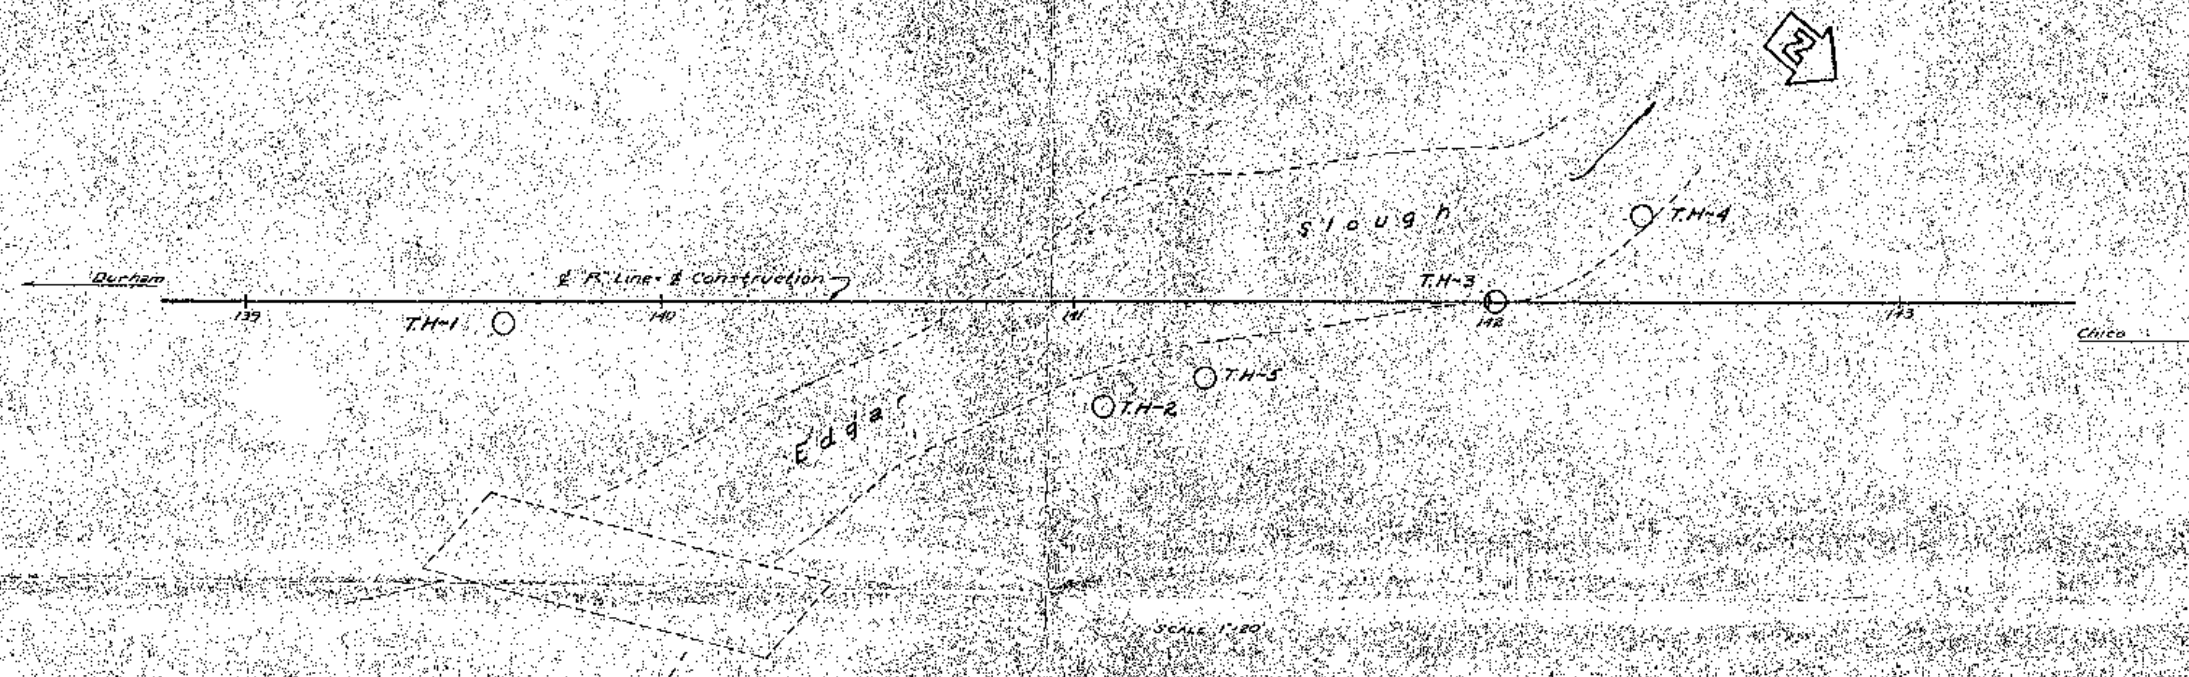 N
Slough
T.H-4
Durham
℄ "R" Line = ℄ Construction
T.H-3
139
T.H-1
140
141
142
143
Chico
T.H-5
T.H-2
Edgar
SCALE 1"=20'